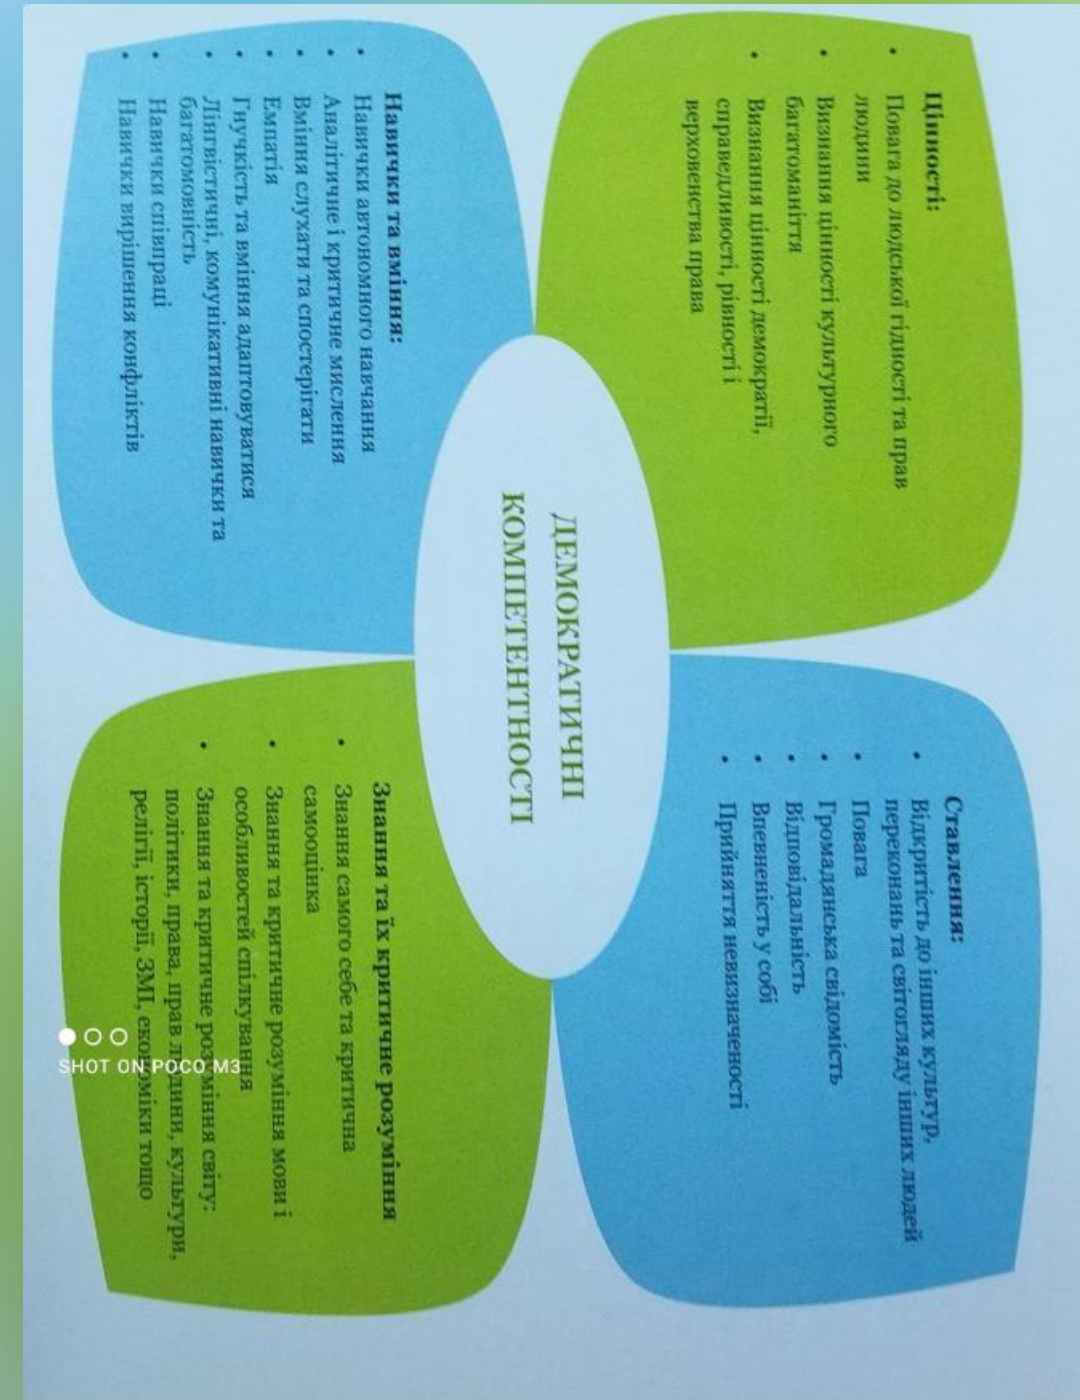 Цінності:
• Повага до людської гідності та прав
людини
• Визнання цінності культурного
багатоманіття
• Визнання цінності демократії,
справедливості, рівності і
верховенства права
Ставлення:
• Відкритість до інших культур,
переконань та світогляду інших людей
• Повага
• Громадянська свідомість
• Відповідальність
• Впевненість у собі
• Прийняття невизначеності
ДЕМОКРАТИЧНІ
КОМПЕТЕНТНОСТІ
Навички та вміння:
• Навички автономного навчання
• Аналітичне і критичне мислення
• Вміння слухати та спостерігати
• Емпатія
• Гнучкість та вміння адаптовуватися
• Лінгвістичні, комунікативні навички та
багатомовність
• Навички співпраці
• Навички вирішення конфліктів
Знання та їх критичне розуміння
• Знання самого себе та критична
самооцінка
• Знання та критичне розуміння мови і
особливостей спілкування
• Знання та критичне розуміння світу:
політики, права, прав людини, культури,
релігії, історії, ЗМІ, економіки тощо
SHOT ON POCO M3